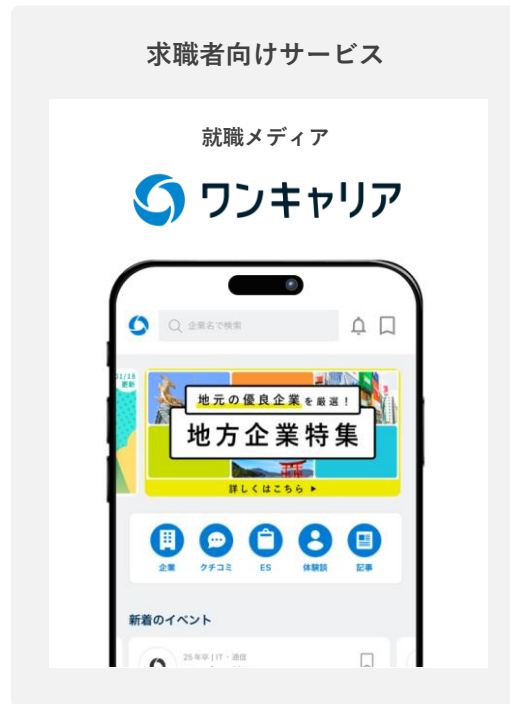 求職者向けサービス
就職メディア
ワンキャリア
企業名で検索
01/18
更新
地元の優良企業を厳選！
地方企業特集
詳しくはこちら ▶
企業
クチコミ
ES
体験談
記事
新着のイベント
25年卒 | IT・通信